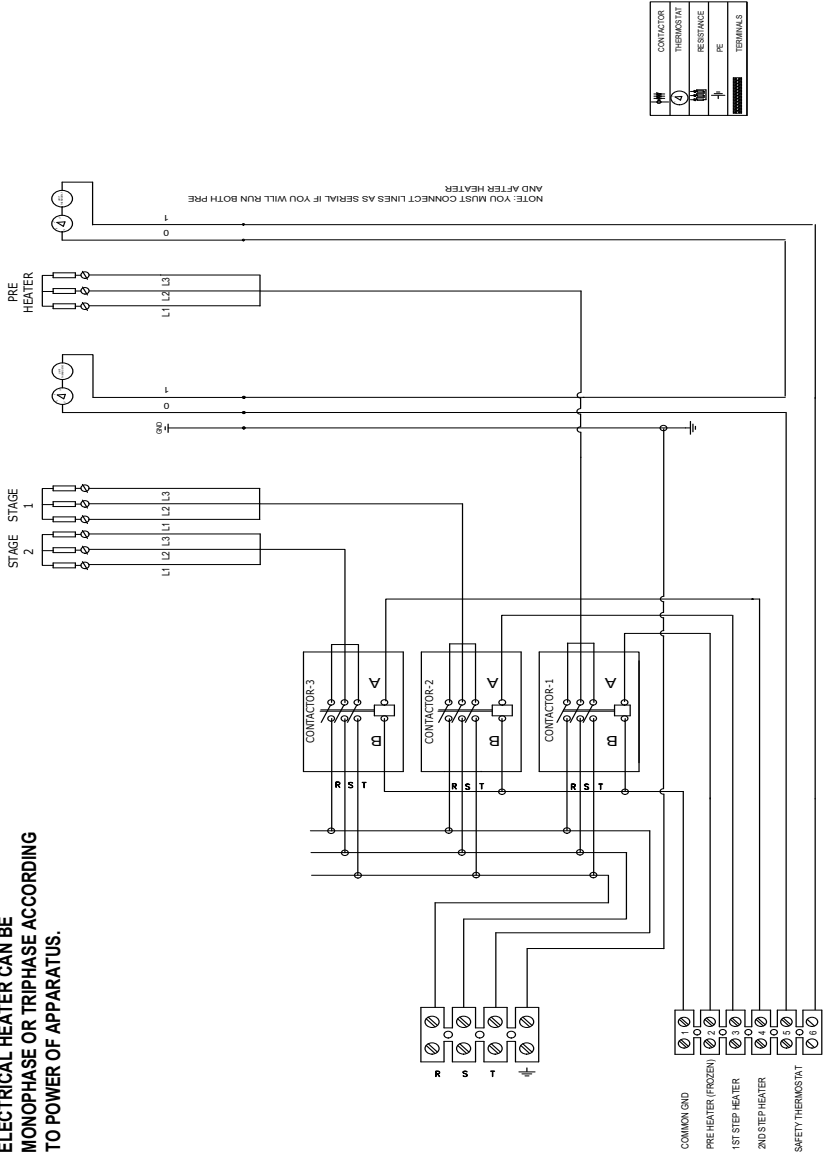 ELECTRICAL HEATER CAN BE
MONOPHASE OR TRIPHASE ACCORDING
TO POWER OF APPARATUS.
CONTACTOR
4 THERMOSTAT
RESISTANCE
PE
TERMINALS
NOTE: YOU MUST CONNECT LINES AS SERIAL IF YOU WILL RUN BOTH PRE
AND AFTER HEATER
4
0
1
PRE
HEATER
L1 L2 L3
4
0
1
GND
STAGE
1
L1 L2 L3
STAGE
2
L1 L2 L3
CONTACTOR-3
A
B
R S T
CONTACTOR-2
A
B
R S T
CONTACTOR-1
A
B
R S T
R
S
T
COMMON GND 1
PRE HEATER (FROZEN) 2
1ST STEP HEATER 3
2ND STEP HEATER 4
SAFETY THERMOSTAT 5
6